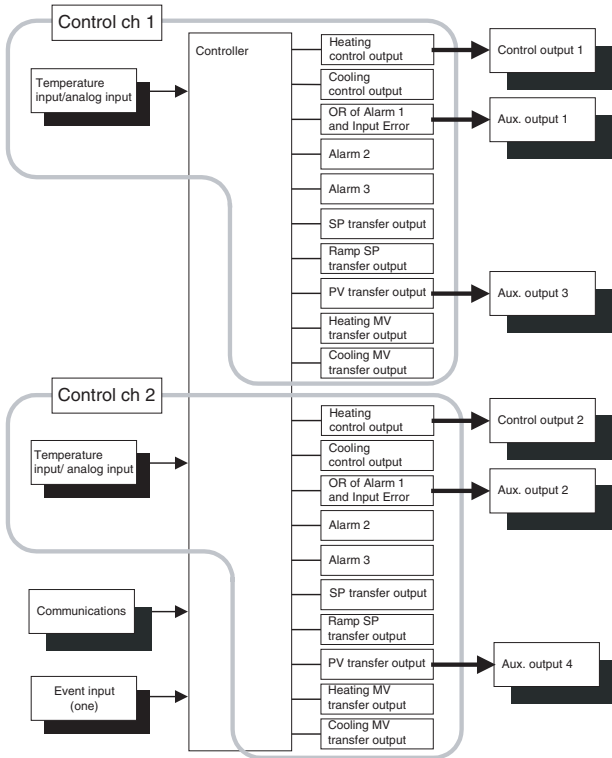 Control ch 1
Controller
Temperature
input/analog input
Heating
control output
Control output 1
Cooling
control output
OR of Alarm 1
and Input Error
Aux. output 1
Alarm 2
Alarm 3
SP transfer output
Ramp SP
transfer output
PV transfer output
Aux. output 3
Heating MV
transfer output
Cooling MV
transfer output
Control ch 2
Temperature
input/ analog input
Heating
control output
Control output 2
Cooling
control output
OR of Alarm 1
and Input Error
Aux. output 2
Alarm 2
Alarm 3
Communications
SP transfer output
Ramp SP
transfer output
PV transfer output
Aux. output 4
Event input
(one)
Heating MV
transfer output
Cooling MV
transfer output